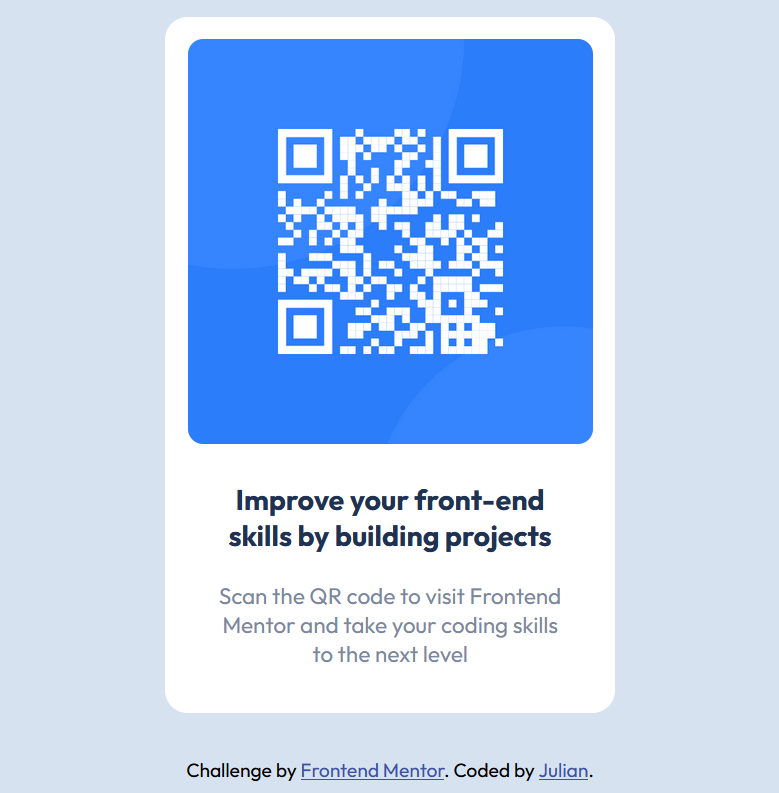 Improve your front-end
skills by building projects
Scan the QR code to visit Frontend
Mentor and take your coding skills
to the next level
Challenge by Frontend Mentor. Coded by Julian.